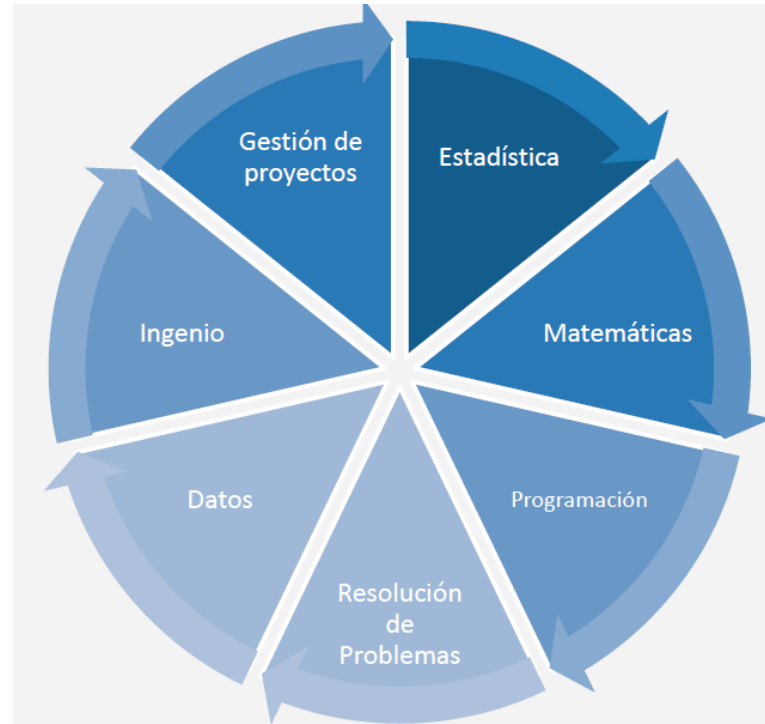 Estadística
Matemáticas
Programación
Resolución
de
Problemas
Datos
Ingenio
Gestión de
proyectos